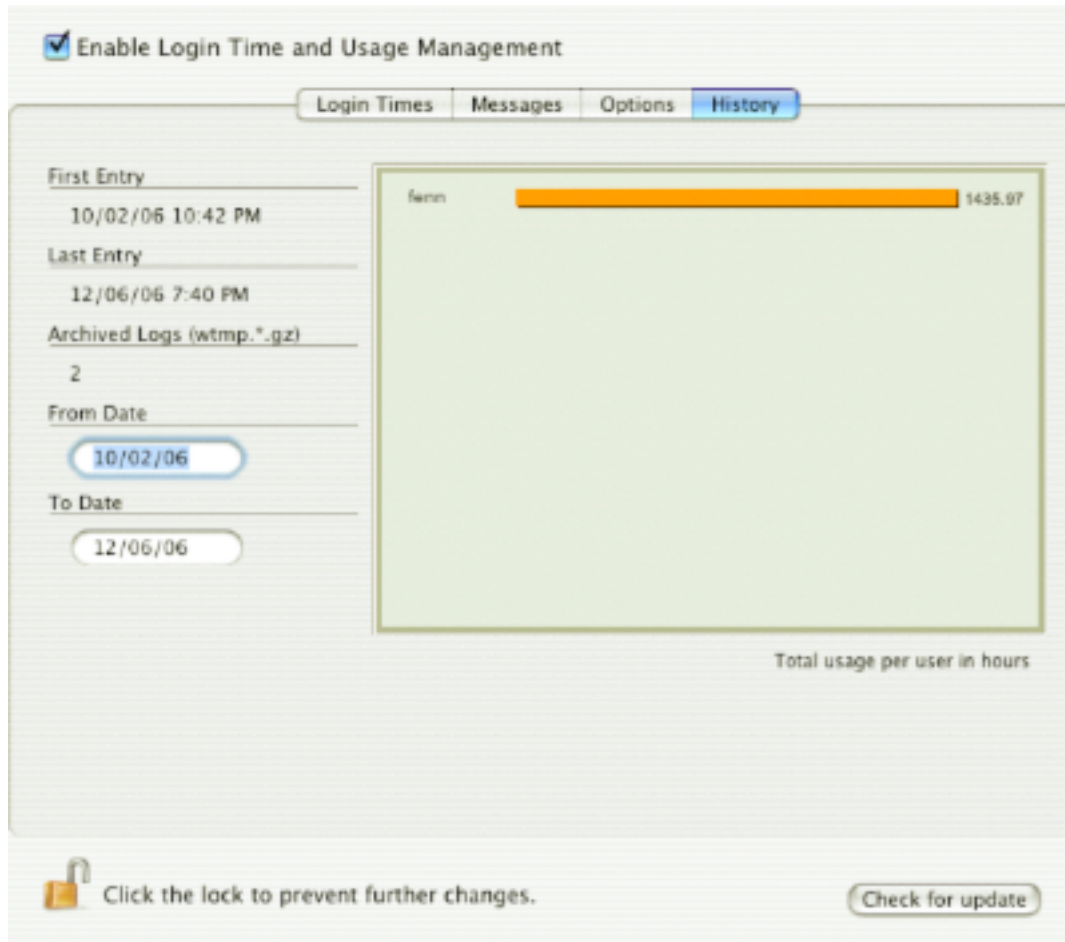 Enable Login Time and Usage Management
Login Times Messages Options History
First Entry
10/02/06 10:42 PM
Last Entry
12/06/06 7:40 PM
Archived Logs (wtmp.*.gz)
2
From Date
10/02/06
To Date
12/06/06
fenn 1435.97
Total usage per user in hours
Click the lock to prevent further changes.
Check for update